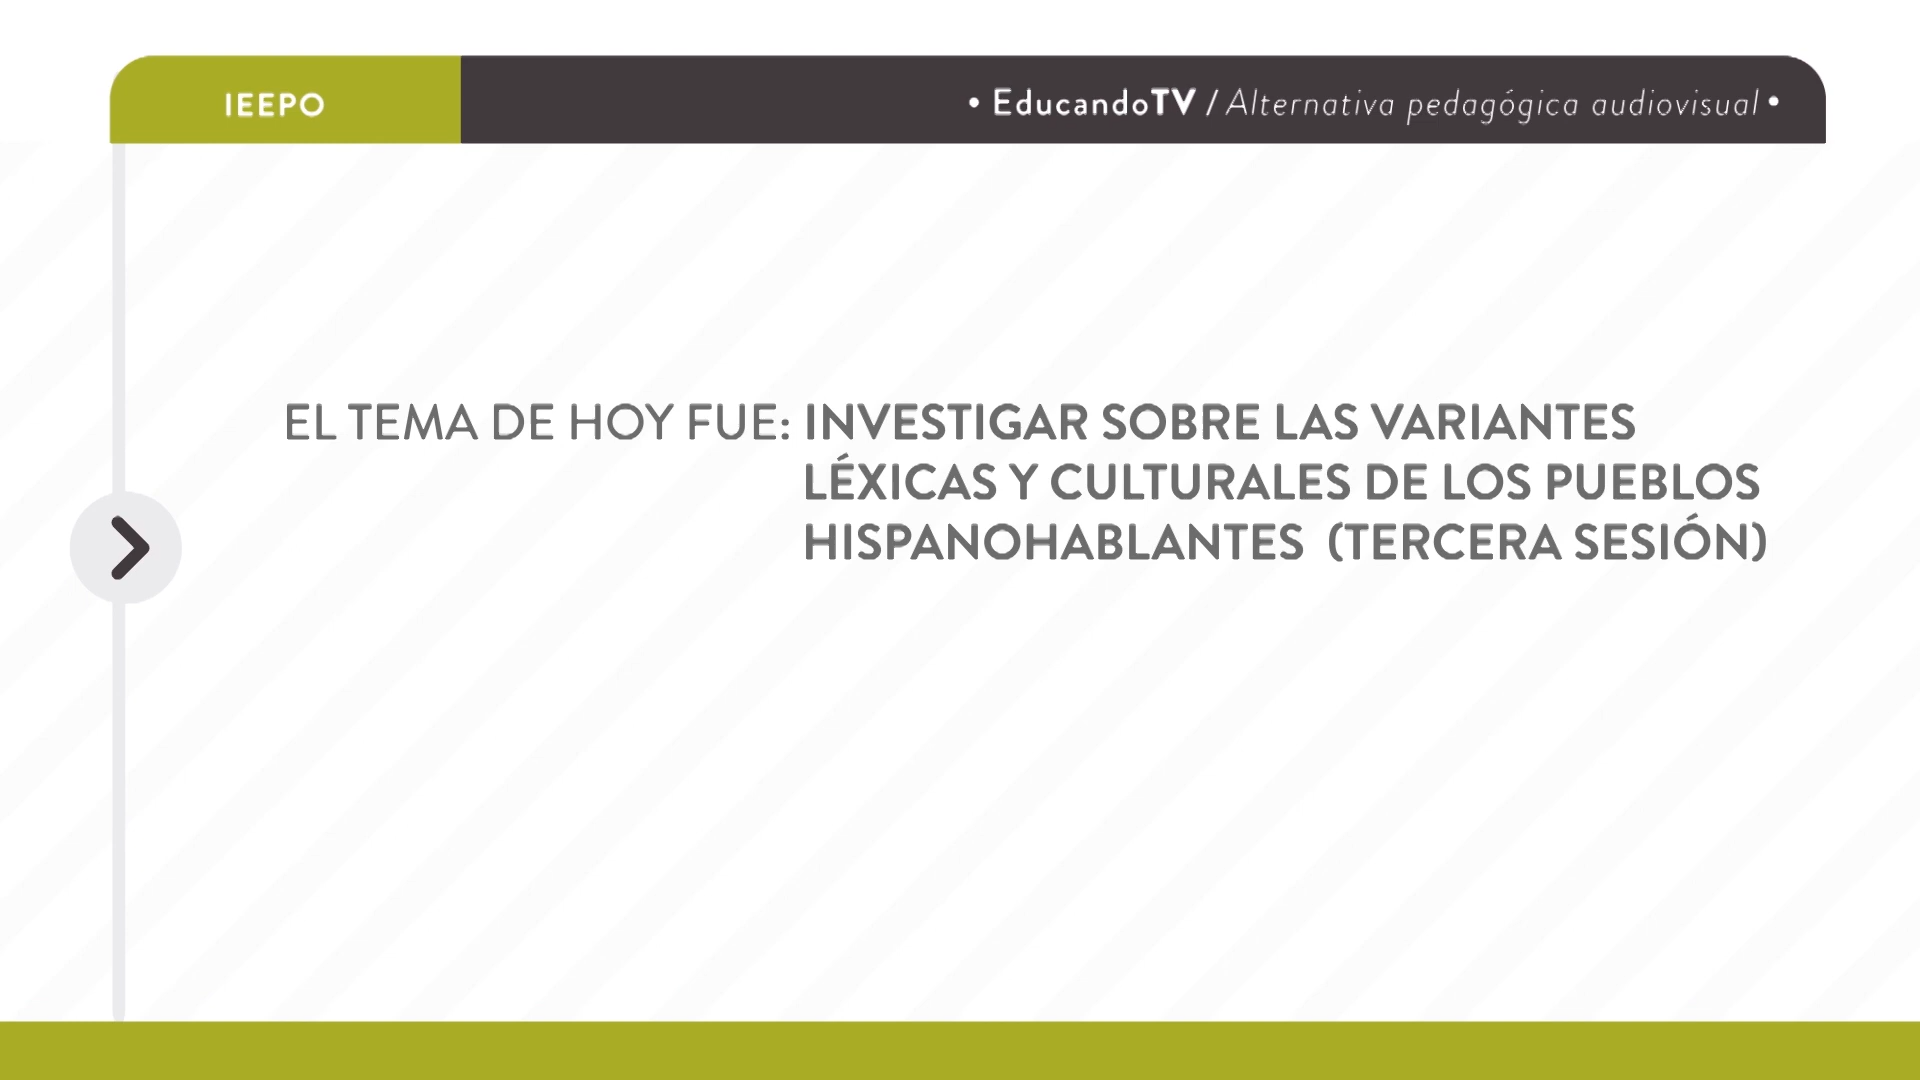 IEEPO
• EducandoTV / Alternativa pedagógica audiovisual •
EL TEMA DE HOY FUE: INVESTIGAR SOBRE LAS VARIANTES
LÉXICAS Y CULTURALES DE LOS PUEBLOS
HISPANOHABLANTES (TERCERA SESIÓN)